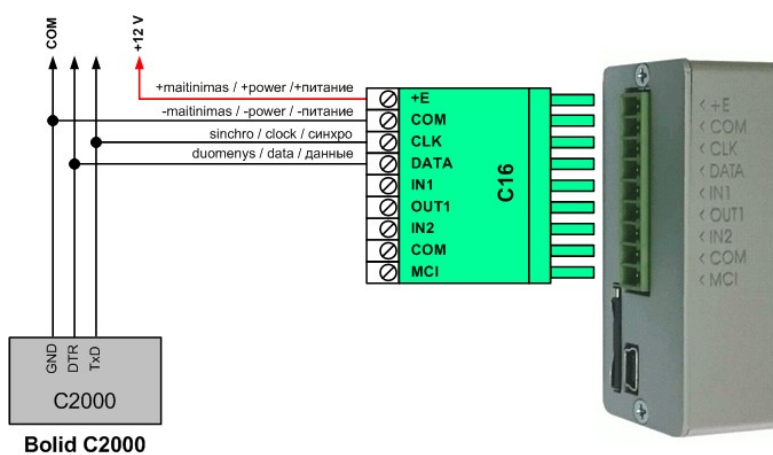 COM
+12 V
+maitinimas / +power /+питание
-maitinimas / -power / -питание
sinchro / clock / синхро
duomenys / data / данные
+E
COM
CLK
DATA
IN1
OUT1
IN2
COM
MCI
C16
< +E
< COM
< CLK
< DATA
< IN1
< OUT1
< IN2
< COM
< MCI
GND
DTR
TxD
C2000
Bolid C2000